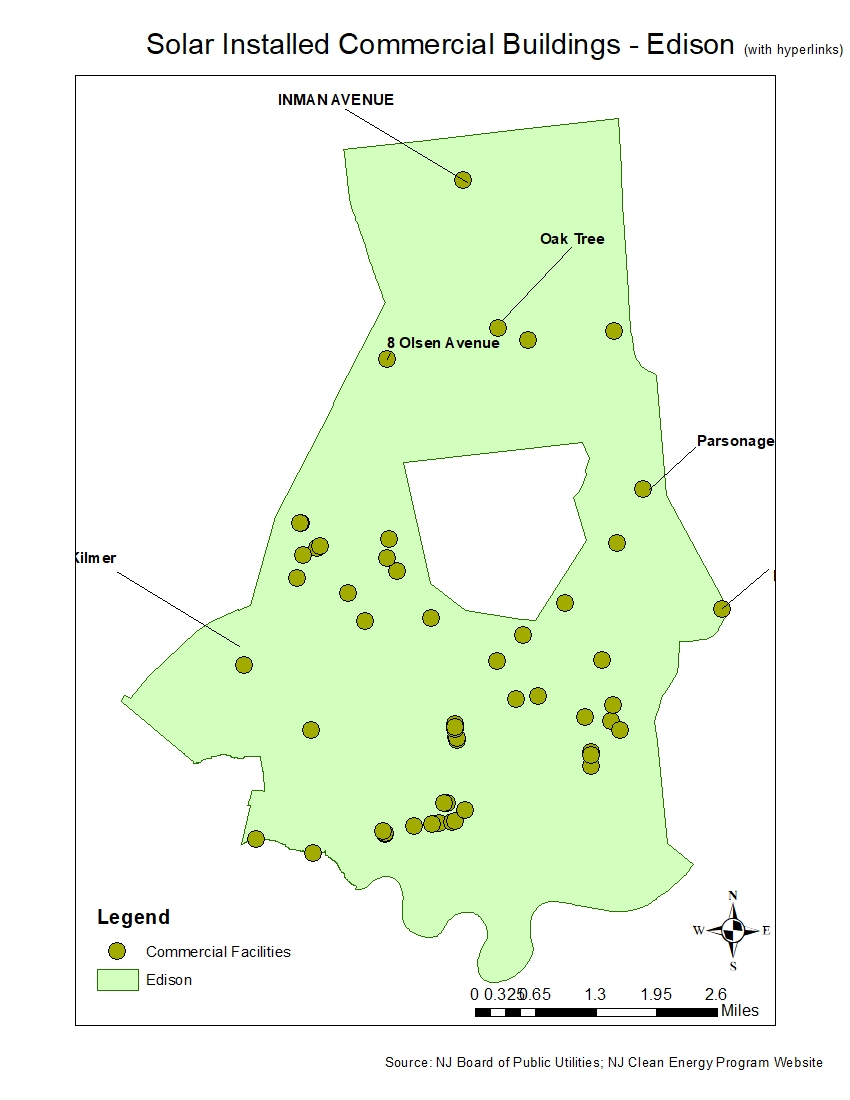 Solar Installed Commercial Buildings - Edison (with hyperlinks)
INMAN AVENUE
Oak Tree
8 Olsen Avenue
Parsonage
Kilmer
N
W E
S
Legend
Commercial Facilities
Edison
0 0.325 0.65 1.3 1.95 2.6
Miles
Source: NJ Board of Public Utilities; NJ Clean Energy Program Website